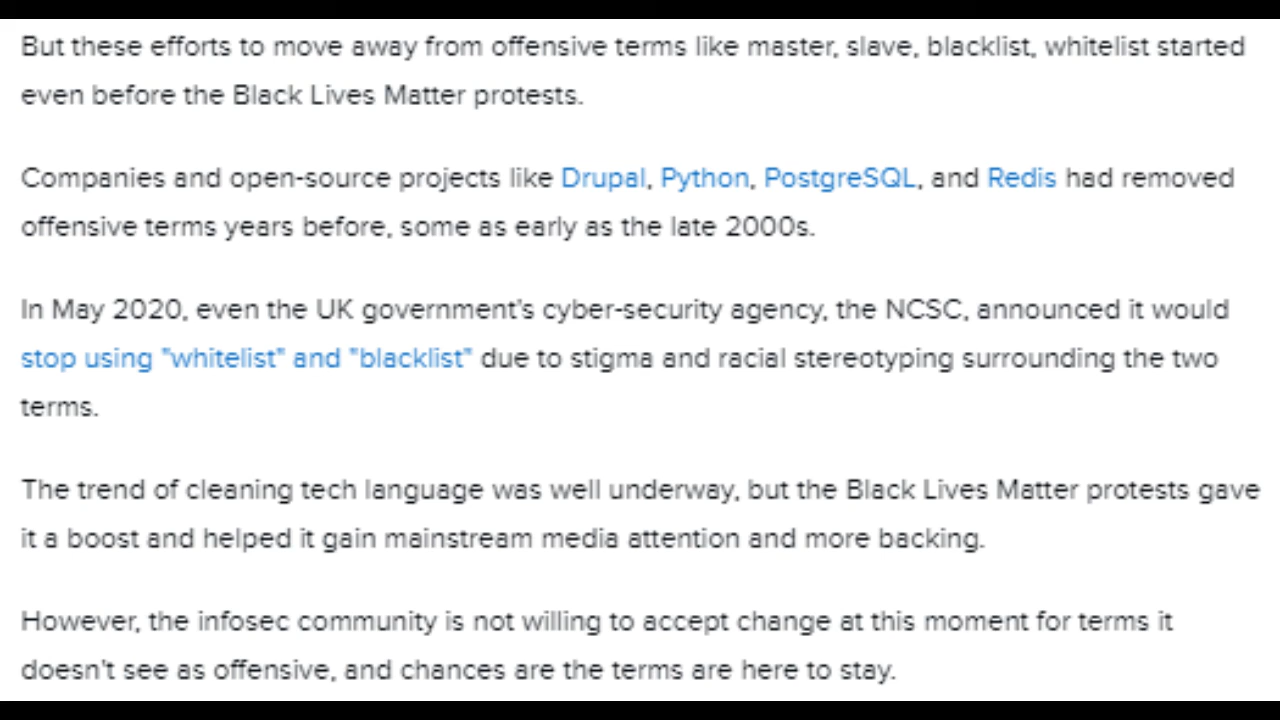 But these efforts to move away from offensive terms like master, slave, blacklist, whitelist started
even before the Black Lives Matter protests.
Companies and open-source projects like Drupal, Python, PostgreSQL, and Redis had removed
offensive terms years before, some as early as the late 2000s.
In May 2020, even the UK government's cyber-security agency, the NCSC, announced it would
stop using "whitelist" and "blacklist" due to stigma and racial stereotyping surrounding the two
terms.
The trend of cleaning tech language was well underway, but the Black Lives Matter protests gave
it a boost and helped it gain mainstream media attention and more backing.
However, the infosec community is not willing to accept change at this moment for terms it
doesn't see as offensive, and chances are the terms are here to stay.